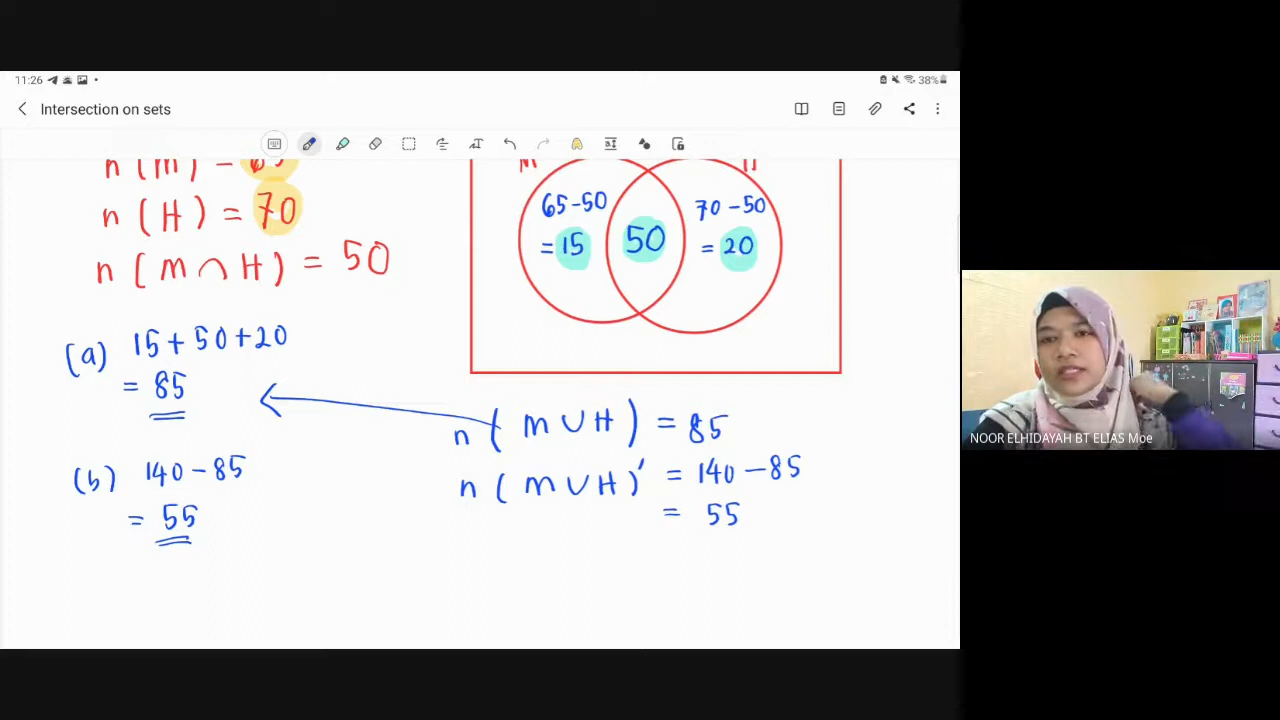 11:26
38%
Intersection on sets
n(M) = 65
n(H) = 70
n(M∩H) = 50
M H
65-50 70-50
=15 50 =20
(a) 15+50+20
= 85
n(M∪H) = 85
(b) 140-85
= 55
n(M∪H)' = 140-85
= 55
NOOR ELHIDAYAH BT ELIAS Moe